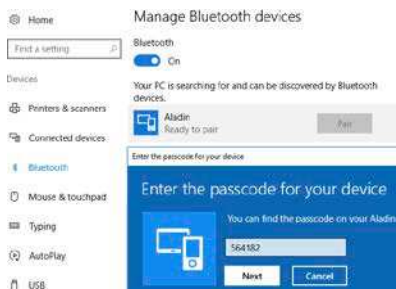 Home
Find a setting
Devices
Printers & scanners
Connected devices
Bluetooth
Mouse & touchpad
Typing
AutoPlay
USB
Manage Bluetooth devices
Bluetooth
On
Your PC is searching for and can be discovered by Bluetooth
devices.
Aladin
Ready to pair
Pair
Enter the passcode for your device
Enter the passcode for your device
You can find the passcode on your Aladin
564182
Next
Cancel